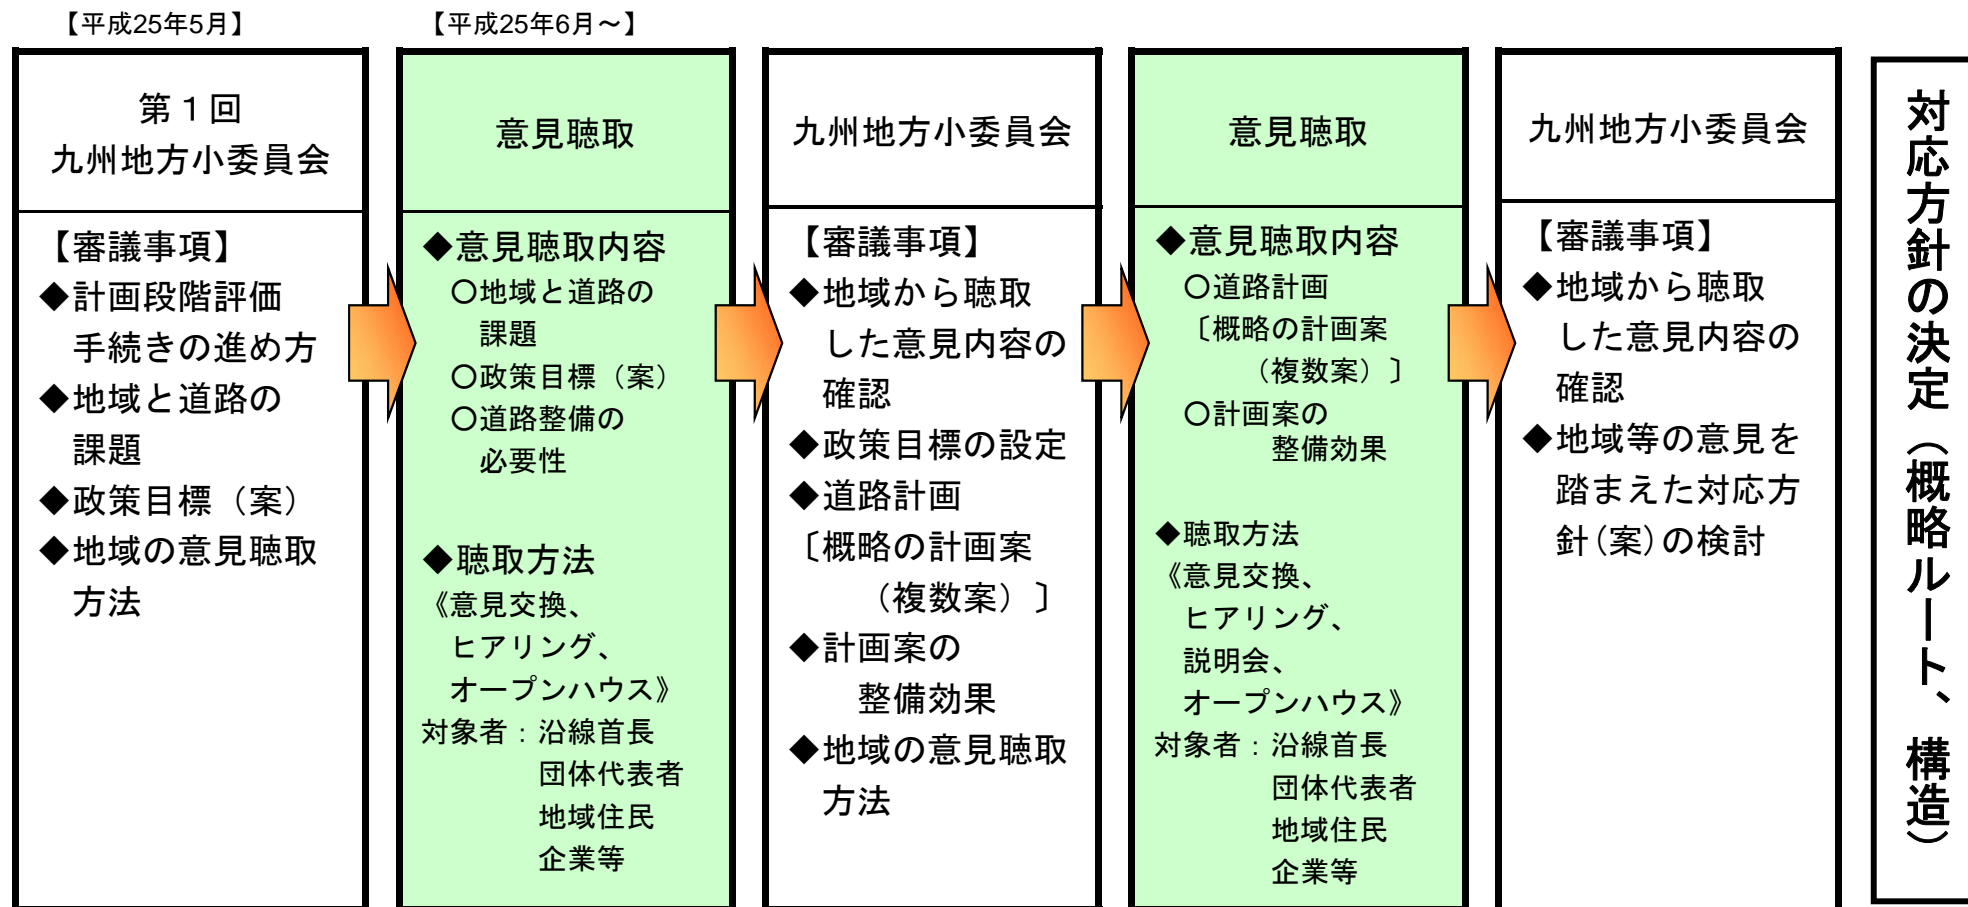 【平成25年5月】
第１回
九州地方小委員会
【審議事項】
◆計画段階評価
手続きの進め方
◆地域と道路の
課題
◆政策目標（案）
◆地域の意見聴取
方法
【平成25年6月～】
意見聴取
◆意見聴取内容
○地域と道路の
課題
○政策目標（案）
○道路整備の
必要性
◆聴取方法
《意見交換、
ヒアリング、
オープンハウス》
対象者：沿線首長
団体代表者
地域住民
企業等
九州地方小委員会
【審議事項】
◆地域から聴取
した意見内容の
確認
◆政策目標の設定
◆道路計画
〔概略の計画案
（複数案）〕
◆計画案の
整備効果
◆地域の意見聴取
方法
意見聴取
◆意見聴取内容
○道路計画
〔概略の計画案
（複数案）〕
○計画案の
整備効果
◆聴取方法
《意見交換、
ヒアリング、
説明会、
オープンハウス》
対象者：沿線首長
団体代表者
地域住民
企業等
九州地方小委員会
【審議事項】
◆地域から聴取
した意見内容の
確認
◆地域等の意見を
踏まえた対応方
針(案)の検討
対応方針の決定（概略ルート、構造）